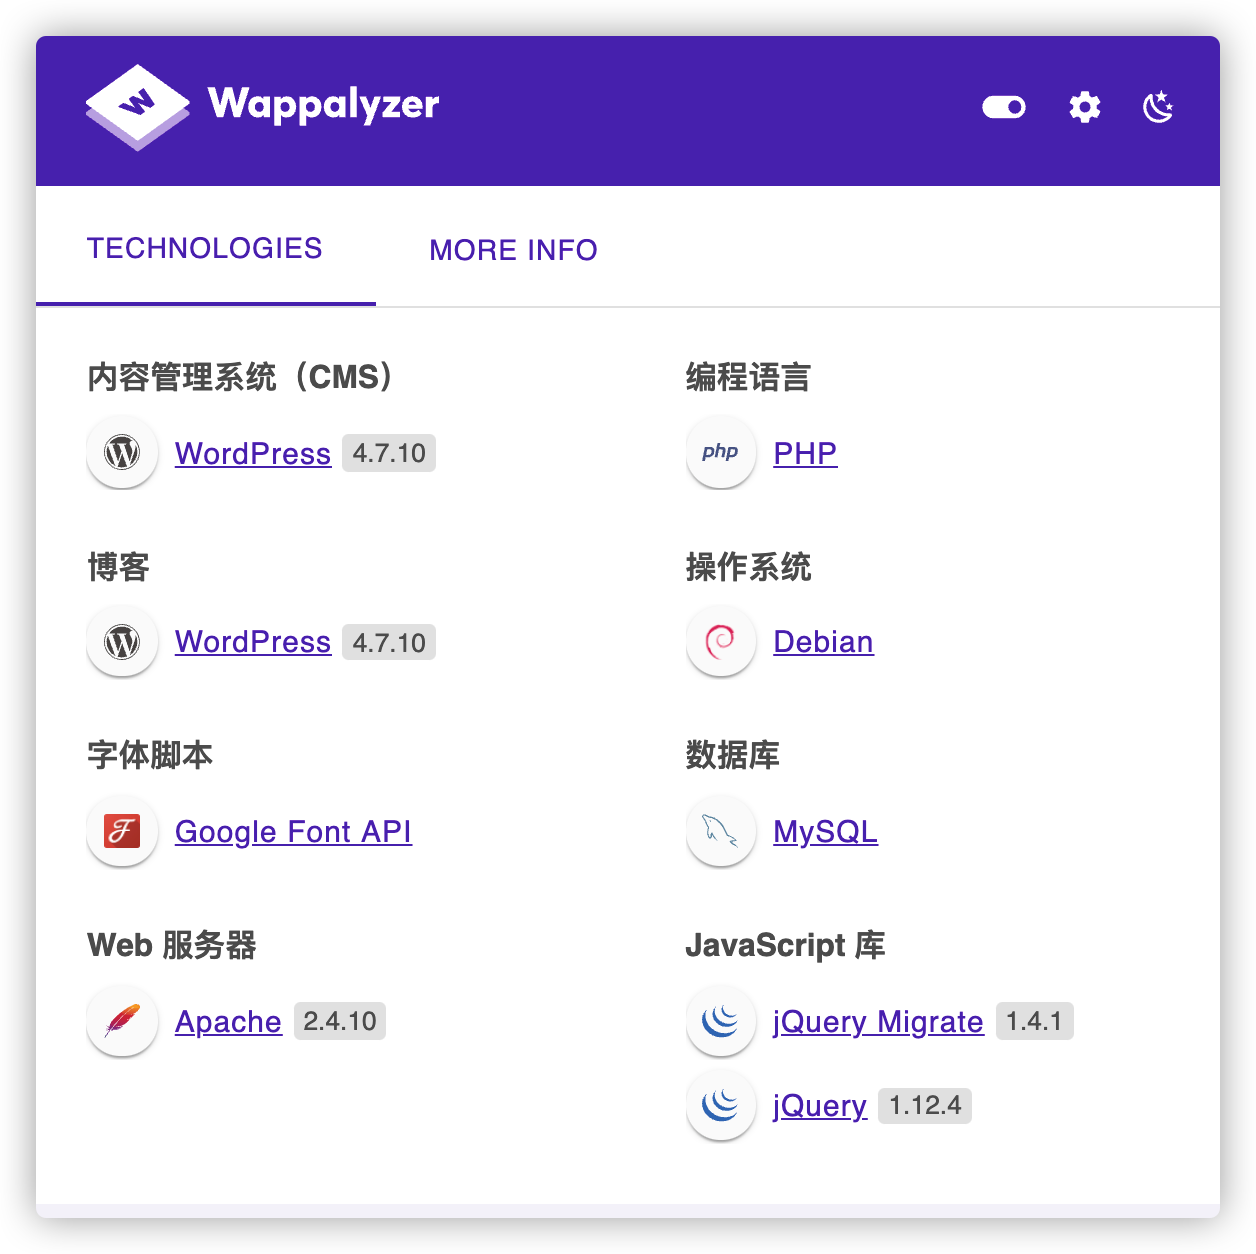 Wappalyzer
TECHNOLOGIES
MORE INFO
内容管理系统（CMS）
WordPress 4.7.10
博客
WordPress 4.7.10
字体脚本
Google Font API
Web 服务器
Apache 2.4.10
编程语言
php PHP
操作系统
Debian
数据库
MySQL
JavaScript 库
jQuery Migrate 1.4.1
jQuery 1.12.4